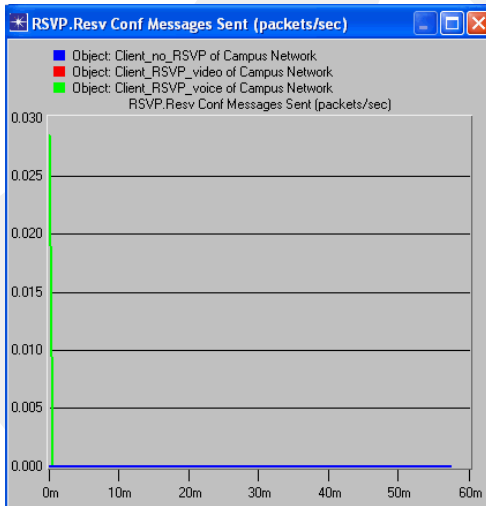 RSVP.Resv Conf Messages Sent (packets/sec)
Object: Client_no_RSVP of Campus Network
Object: Client_RSVP_video of Campus Network
Object: Client_RSVP_voice of Campus Network
RSVP.Resv Conf Messages Sent (packets/sec)
0.030
0.025
0.020
0.015
0.010
0.005
0.000
0m 10m 20m 30m 40m 50m 60m